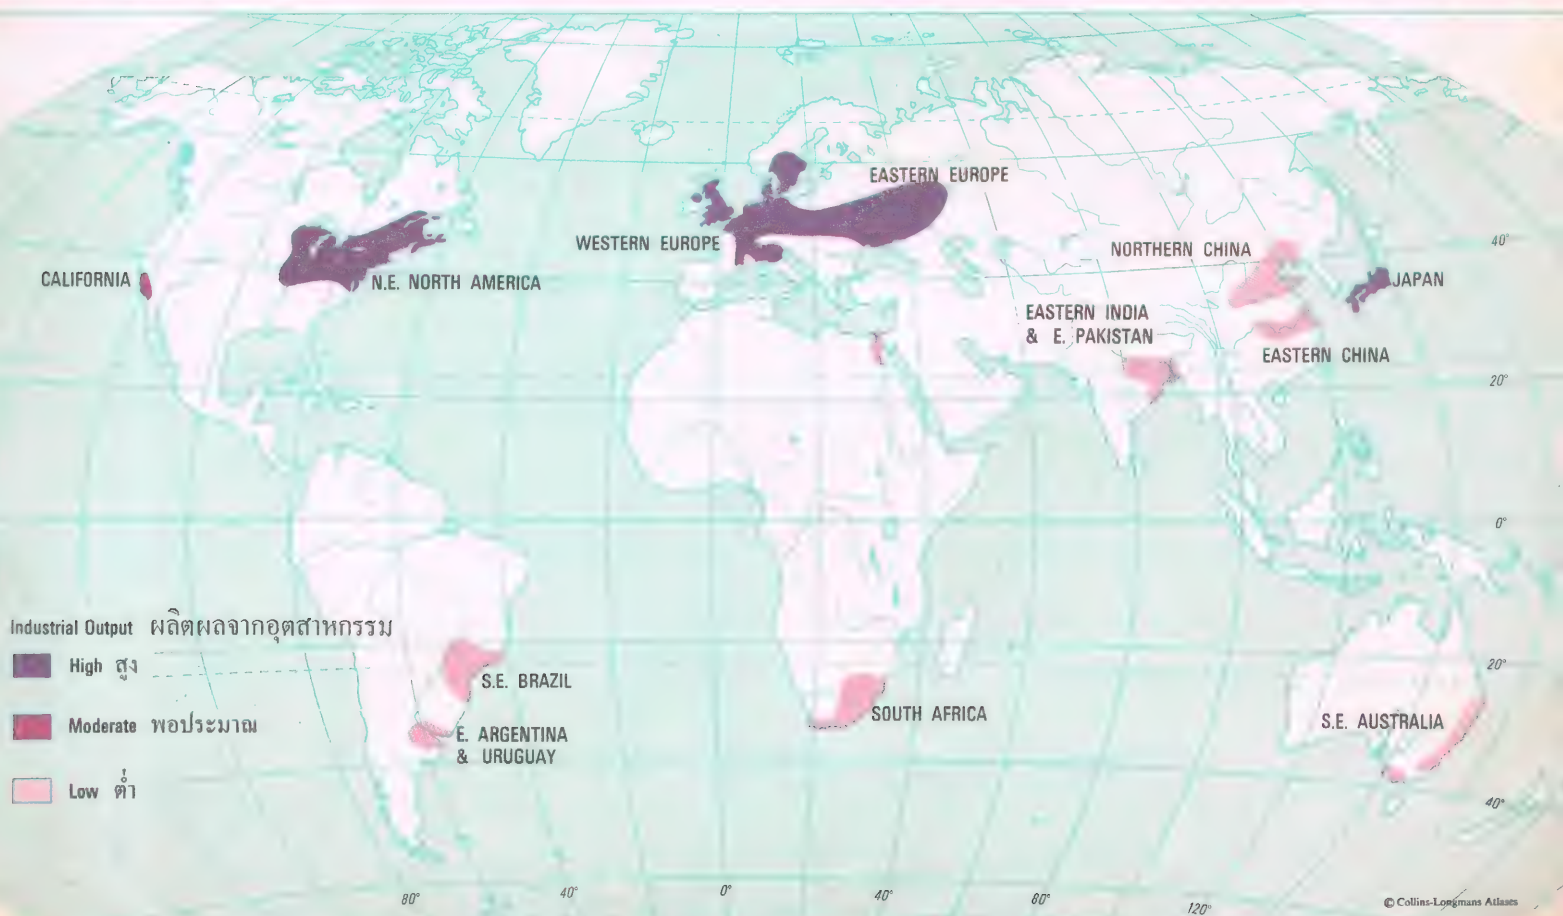 EASTERN EUROPE
WESTERN EUROPE
NORTHERN CHINA
40°
CALIFORNIA
N.E. NORTH AMERICA
JAPAN
EASTERN INDIA
& E. PAKISTAN
EASTERN CHINA
20°
0°
Industrial Output ผลิตผลจากอุตสาหกรรม
High สูง
Moderate พอประมาณ
Low ต่ำ
20°
S.E. BRAZIL
SOUTH AFRICA
S.E. AUSTRALIA
E. ARGENTINA
& URUGUAY
40°
80°
40°
0°
40°
80°
120°
© Collins-Longmans Atlases